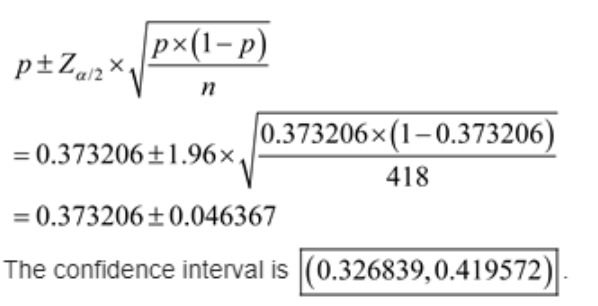 p ± Z_{α/2} × √(p×(1−p) / n)
= 0.373206 ± 1.96 × √(0.373206×(1−0.373206) / 418)
= 0.373206 ± 0.046367
The confidence interval is (0.326839, 0.419572).